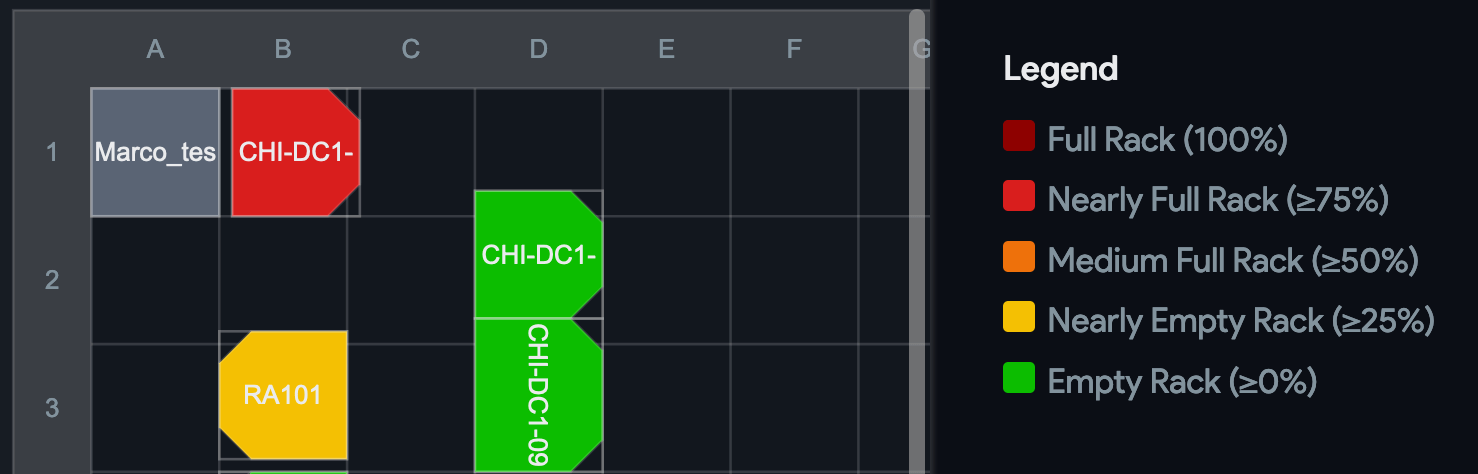 A B C D E F G
1 Marco_tes CHI-DC1-
2 CHI-DC1-
3 RA101 CHI-DC1-09
Legend
Full Rack (100%)
Nearly Full Rack (≥75%)
Medium Full Rack (≥50%)
Nearly Empty Rack (≥25%)
Empty Rack (≥0%)